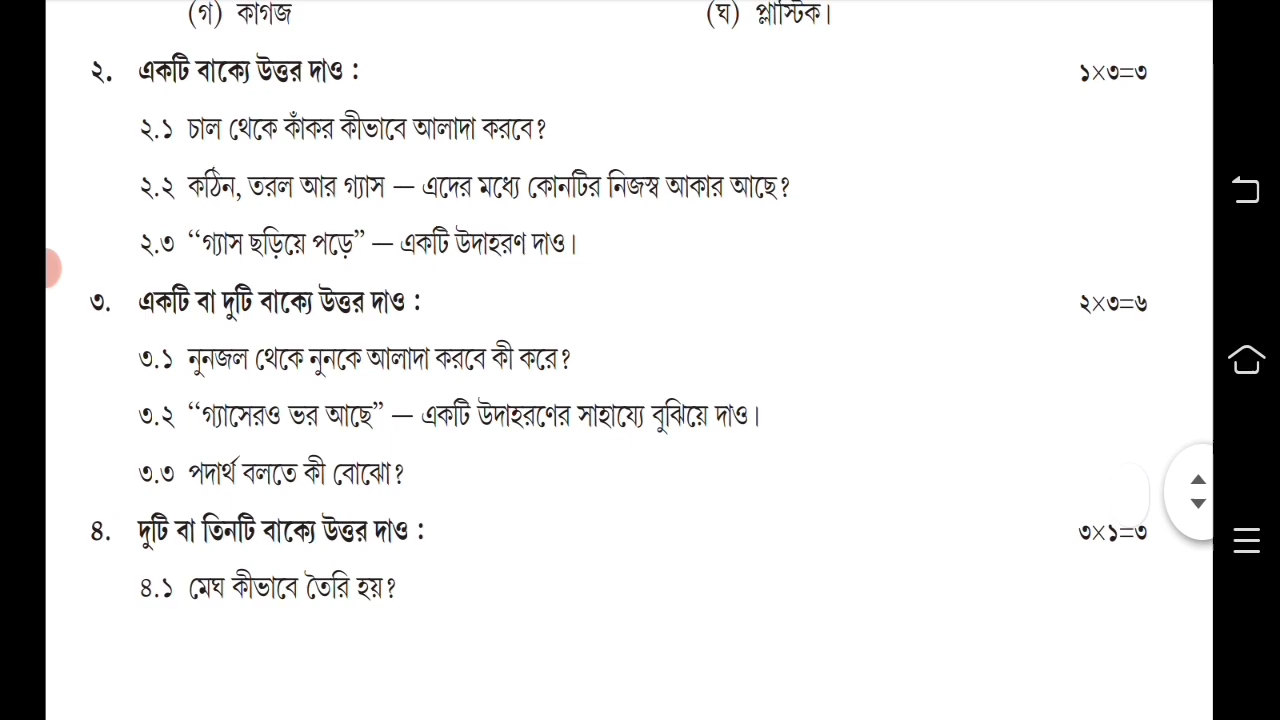 (গ) কাগজ (ঘ) প্লাস্টিক।
২. একটি বাক্যে উত্তর দাও : ১×৩=৩
২.১ চাল থেকে কাঁকর কীভাবে আলাদা করবে?
২.২ কঠিন, তরল আর গ্যাস — এদের মধ্যে কোনটির নিজস্ব আকার আছে?
২.৩ “গ্যাস ছড়িয়ে পড়ে” — একটি উদাহরণ দাও।
৩. একটি বা দুটি বাক্যে উত্তর দাও : ২×৩=৬
৩.১ নুনজল থেকে নুনকে আলাদা করবে কী করে?
৩.২ “গ্যাসেরও ভর আছে” — একটি উদাহরণের সাহায্যে বুঝিয়ে দাও।
৩.৩ পদার্থ বলতে কী বোঝো?
৪. দুটি বা তিনটি বাক্যে উত্তর দাও : ৩×১=৩
৪.১ মেঘ কীভাবে তৈরি হয়?